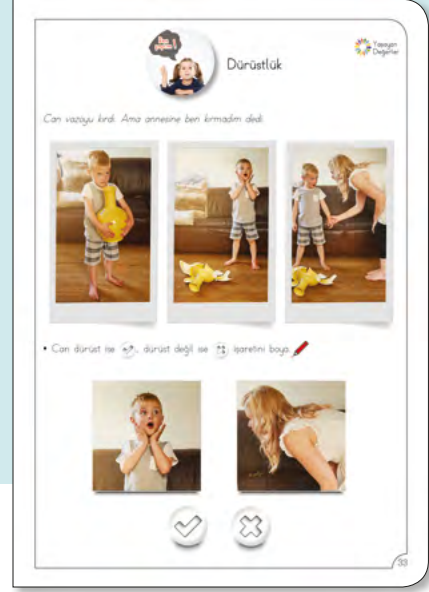 Dürüstlük
Yaşayan
Değerler
Can vazoyu kırdı. Ama annesine ben kırmadım dedi.
• Can dürüst ise , dürüst değil ise işaretini boya.
33